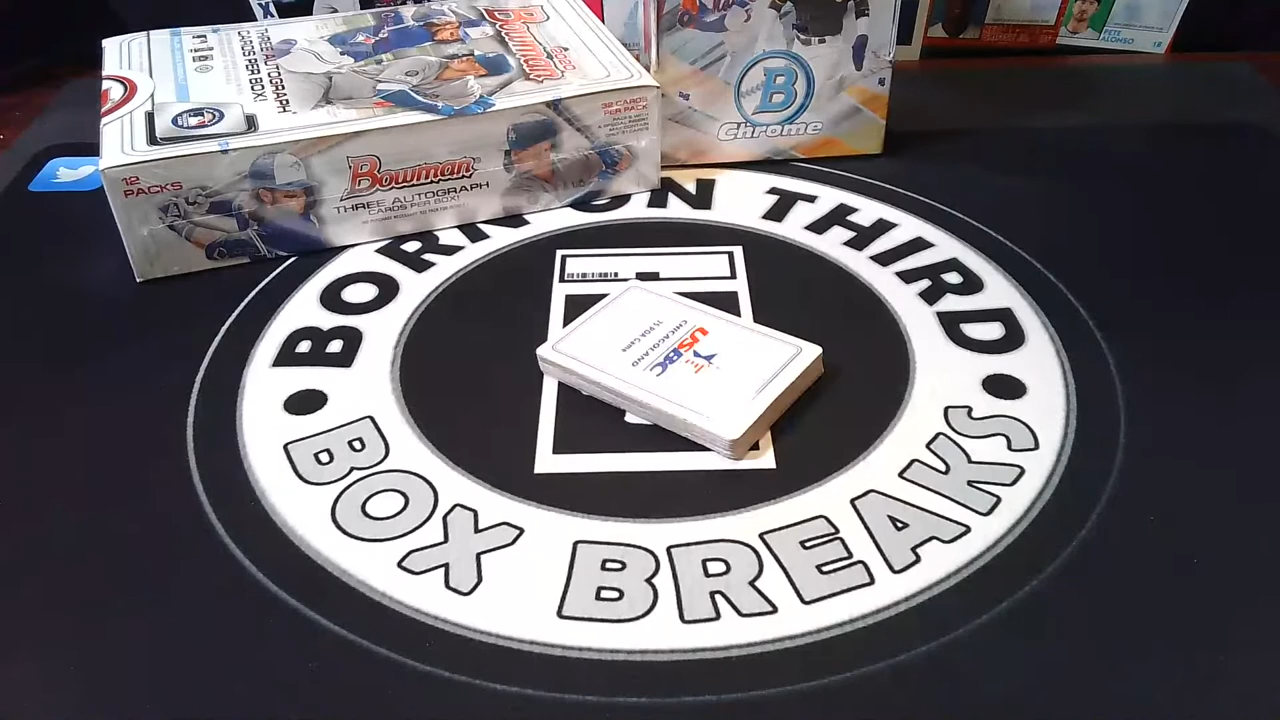 2020
Bowman
THREE AUTOGRAPH
CARDS PER BOX!
12
PACKS
Bowman
THREE AUTOGRAPH
CARDS PER BOX!
32 CARDS
PER PACK
B
Chrome
PETE
ALONSO
BORN ON THIRD
BOX BREAKS
USBC
CHICAGOLAND